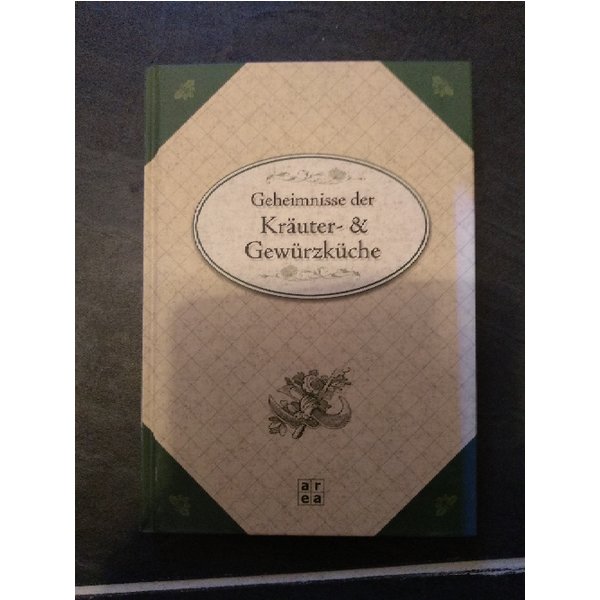 Geheimnisse der
Kräuter- &
Gewürzküche
ar
ea